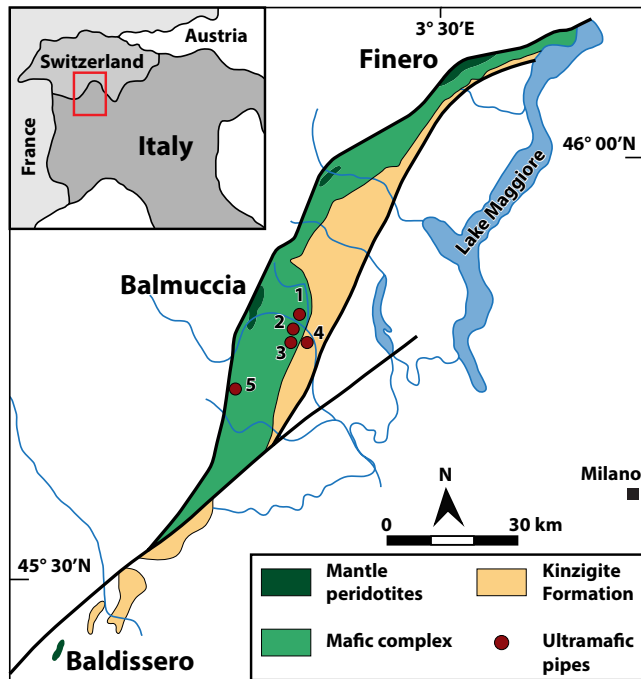 Austria
Switzerland
France
Italy
3° 30'E
Finero
46° 00'N
Lake Maggiore
Balmuccia
1
2
3
4
5
Milano
N
0
30 km
45° 30'N
Baldissero
Mantle
peridotites
Kinzigite
Formation
Mafic complex
Ultramafic
pipes